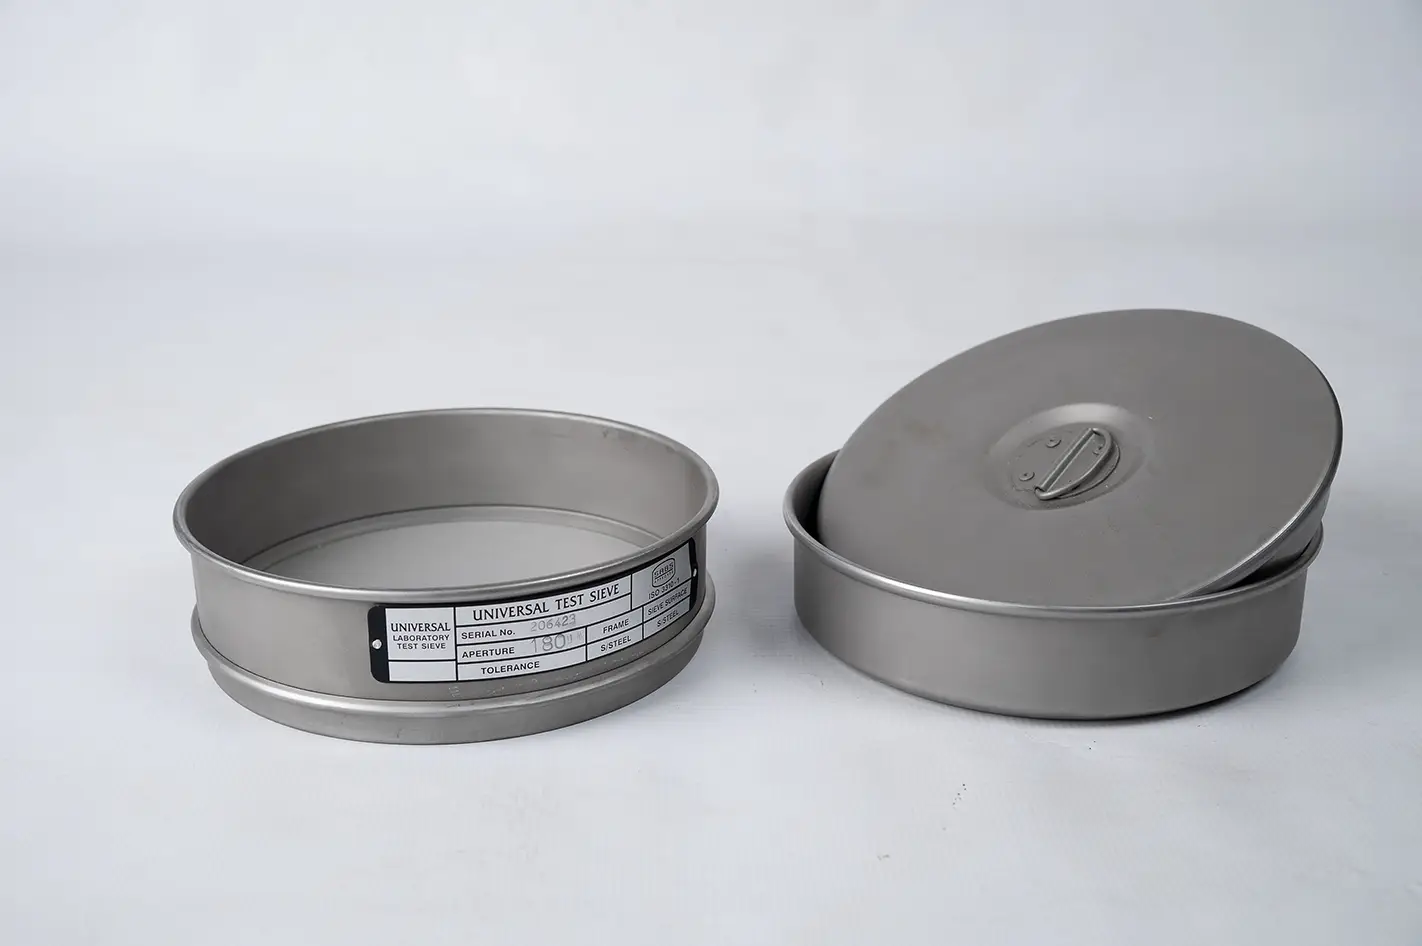 UNIVERSAL
LABORATORY
TEST SIEVE
UNIVERSAL TEST SIEVE
SERIAL No. 206423
APERTURE 180
TOLERANCE
FRAME
S/STEEL
SABS
ISO 3310-1
SIEVE SURFACE
S/STEEL